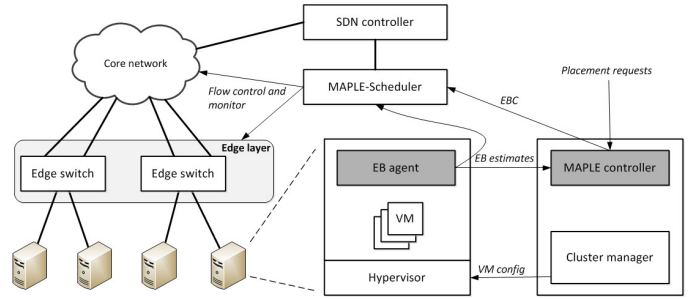 SDN controller
Core network
MAPLE-Scheduler
Placement requests
Flow control and
monitor
EBC
Edge layer
Edge switch
Edge switch
EB agent
EB estimates
MAPLE controller
VM
Cluster manager
Hypervisor
VM config